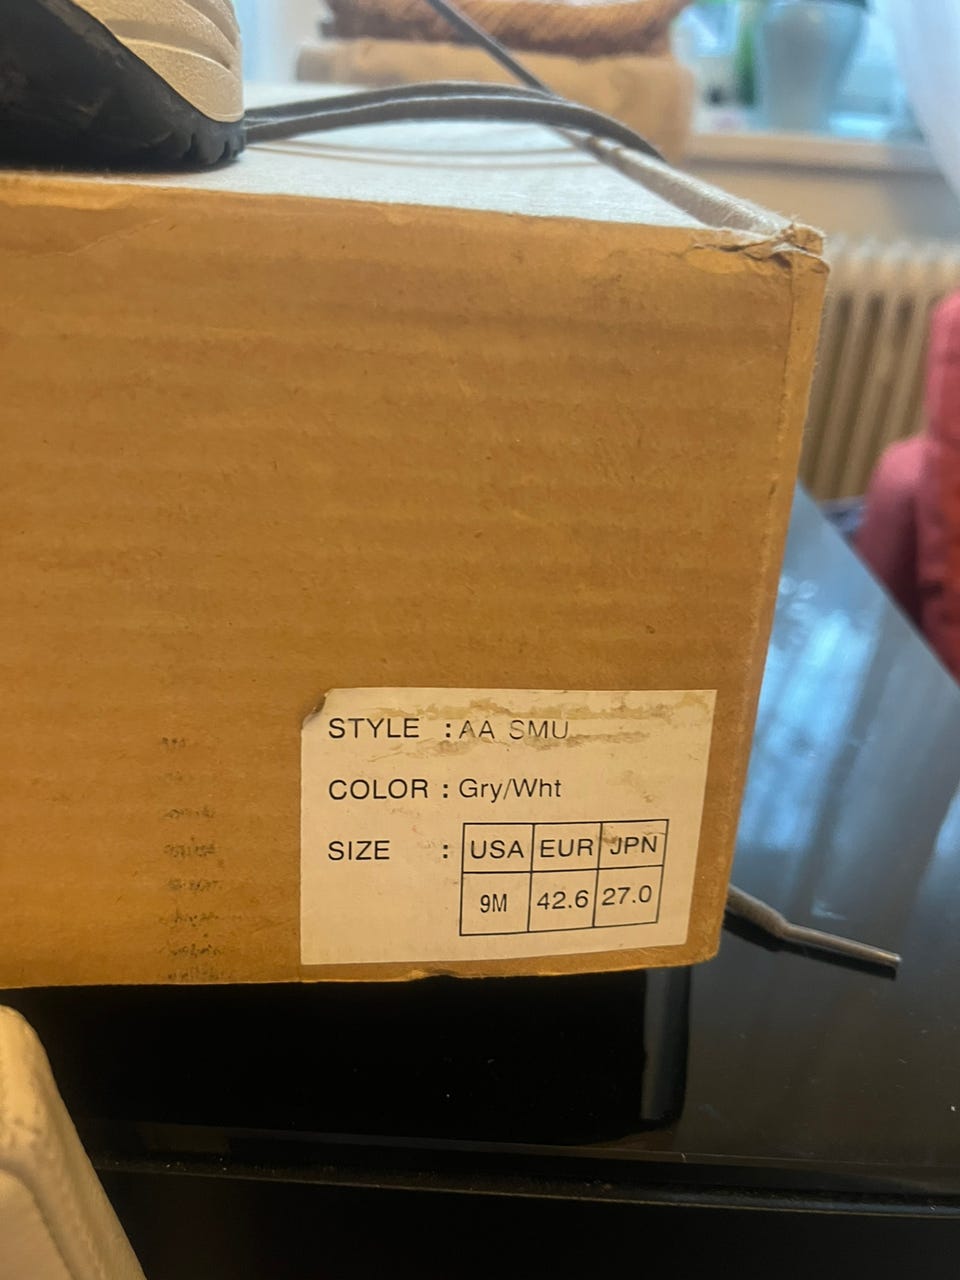 STYLE : AA SMU
COLOR : Gry/Wht
SIZE : USA EUR JPN
9M 42.6 27.0